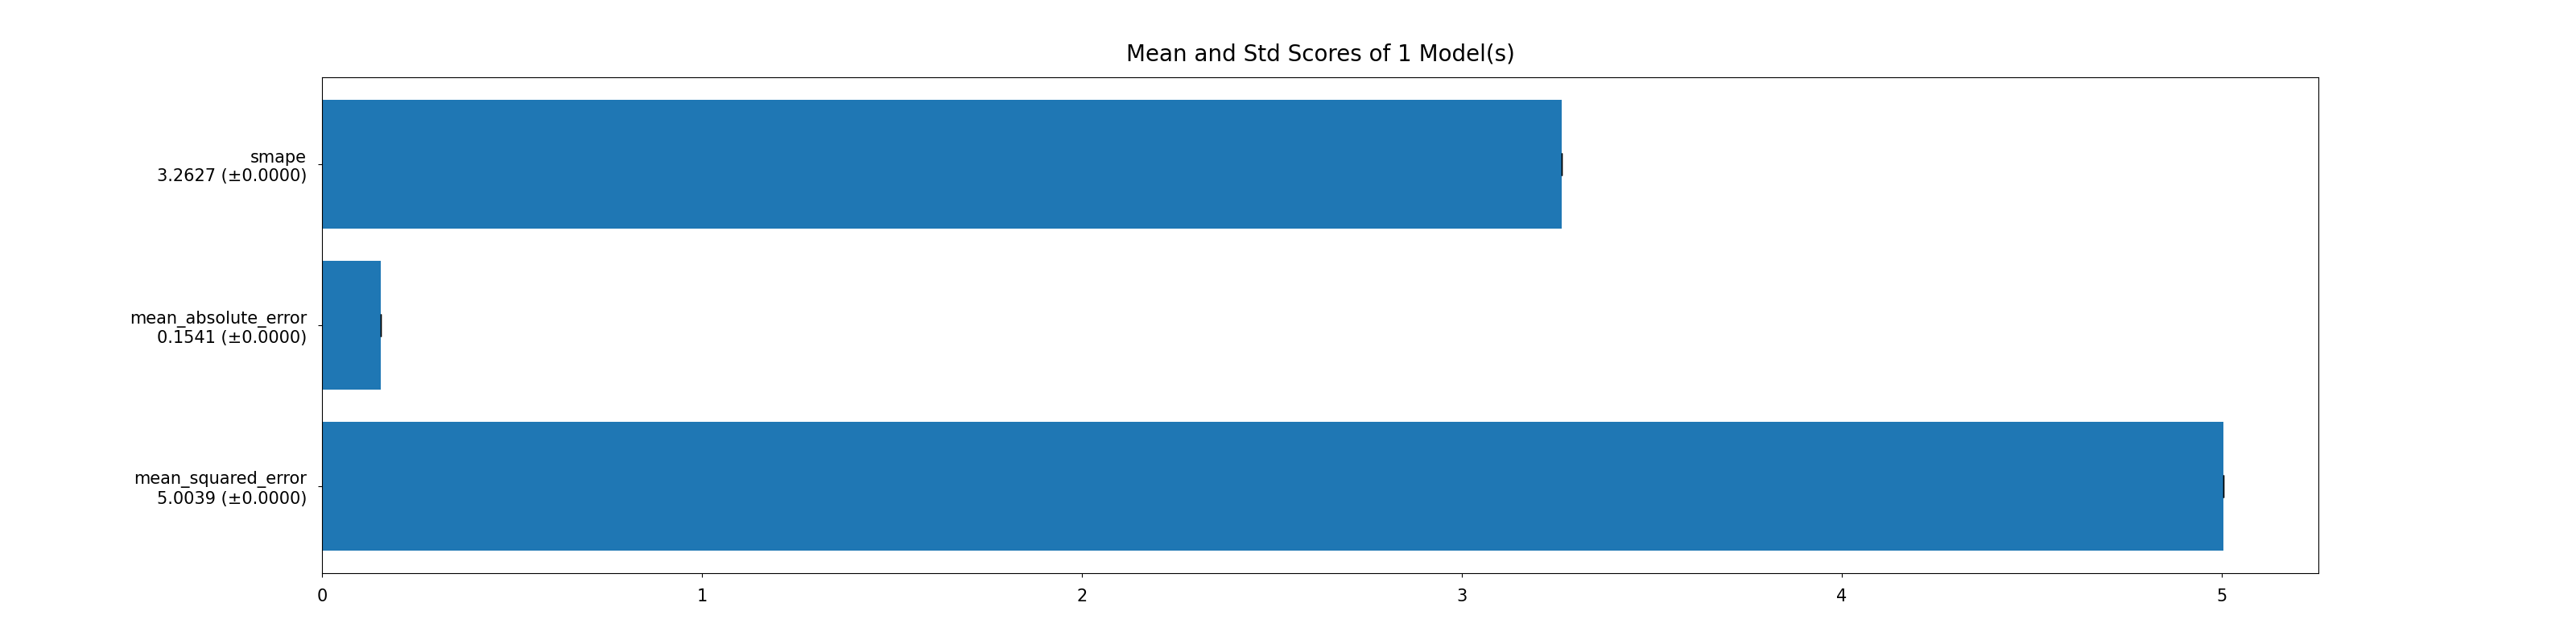 Mean and Std Scores of 1 Model(s)
smape
3.2627 (±0.0000)
mean_absolute_error
0.1541 (±0.0000)
mean_squared_error
5.0039 (±0.0000)
0 1 2 3 4 5